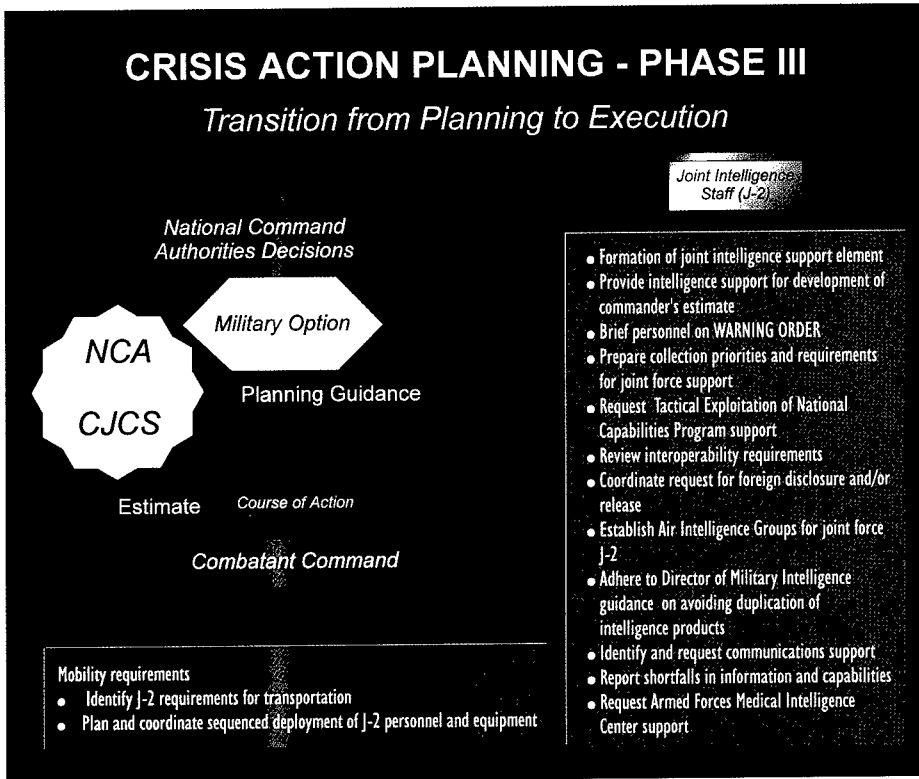 CRISIS ACTION PLANNING - PHASE III
Transition from Planning to Execution
Joint Intelligence
Staff (J-2)
National Command
Authorities Decisions
Military Option
NCA
CJCS
Planning Guidance
Estimate
Course of Action
Combatant Command
● Formation of joint intelligence support element
● Provide intelligence support for development of
commander's estimate
● Brief personnel on WARNING ORDER
● Prepare collection priorities and requirements
for joint force support
● Request Tactical Exploitation of National
Capabilities Program support
● Review interoperability requirements
● Coordinate request for foreign disclosure and/or
release
● Establish Air Intelligence Groups for joint force
J-2
● Adhere to Director of Military Intelligence
guidance on avoiding duplication of
intelligence products
● Identify and request communications support
● Report shortfalls in information and capabilities
● Request Armed Forces Medical Intelligence
Center support
Mobility requirements
● Identify J-2 requirements for transportation
● Plan and coordinate sequenced deployment of J-2 personnel and equipment